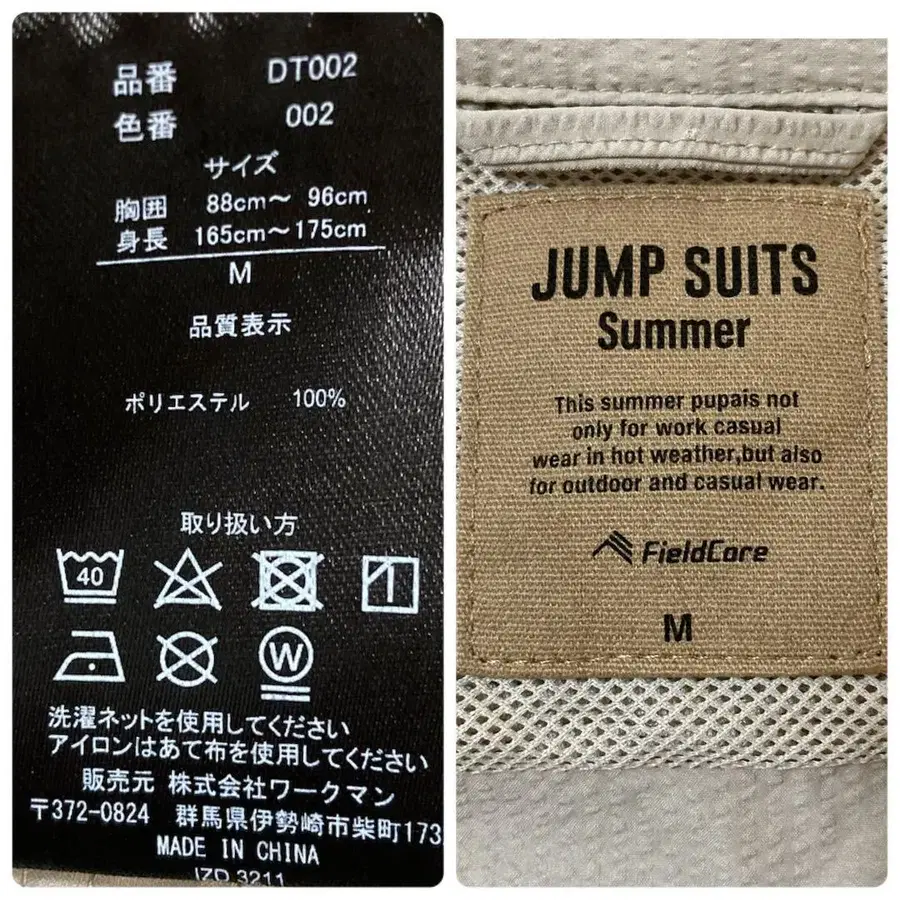 品番 DT002
色番 002
サイズ
胸囲 88cm〜 96cm
身長 165cm〜175cm
M
品質表示
ポリエステル 100%
取り扱い方
40
1
W
洗濯ネットを使用してください
アイロンはあて布を使用してください
販売元 株式会社ワークマン
〒372-0824 群馬県伊勢崎市柴町173
MADE IN CHINA
IZD 3211
JUMP SUITS
Summer
This summer pupais not
only for work casual
wear in hot weather,but also
for outdoor and casual wear.
FieldCore
M